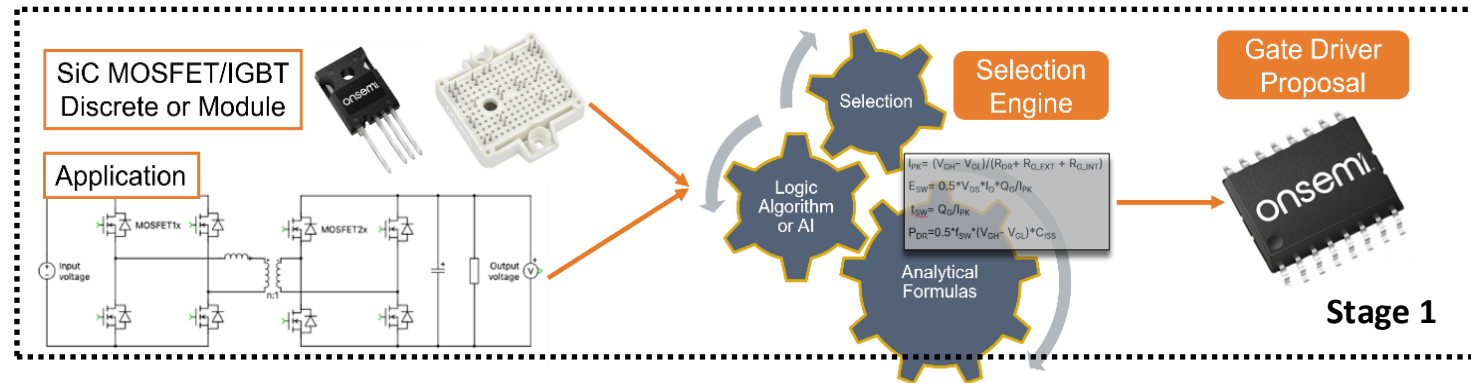 SiC MOSFET/IGBT
Discrete or Module
onsemi
Application
MOSFET1x
MOSFET2x
Input
voltage
n:1
+
Output
voltage
V
+
Selection
Logic
Algorithm
or AI
Analytical
Formulas
Selection
Engine
I_PK= (V_GH– V_GL)/(R_DR+ R_G_EXT + R_G_INT)
E_SW= 0.5*V_DS*I_D*Q_G/I_PK
t_SW= Q_G/I_PK
P_DR=0.5*f_SW*(V_GH– V_GL)*C_ISS
Gate Driver
Proposal
onsemi
Stage 1